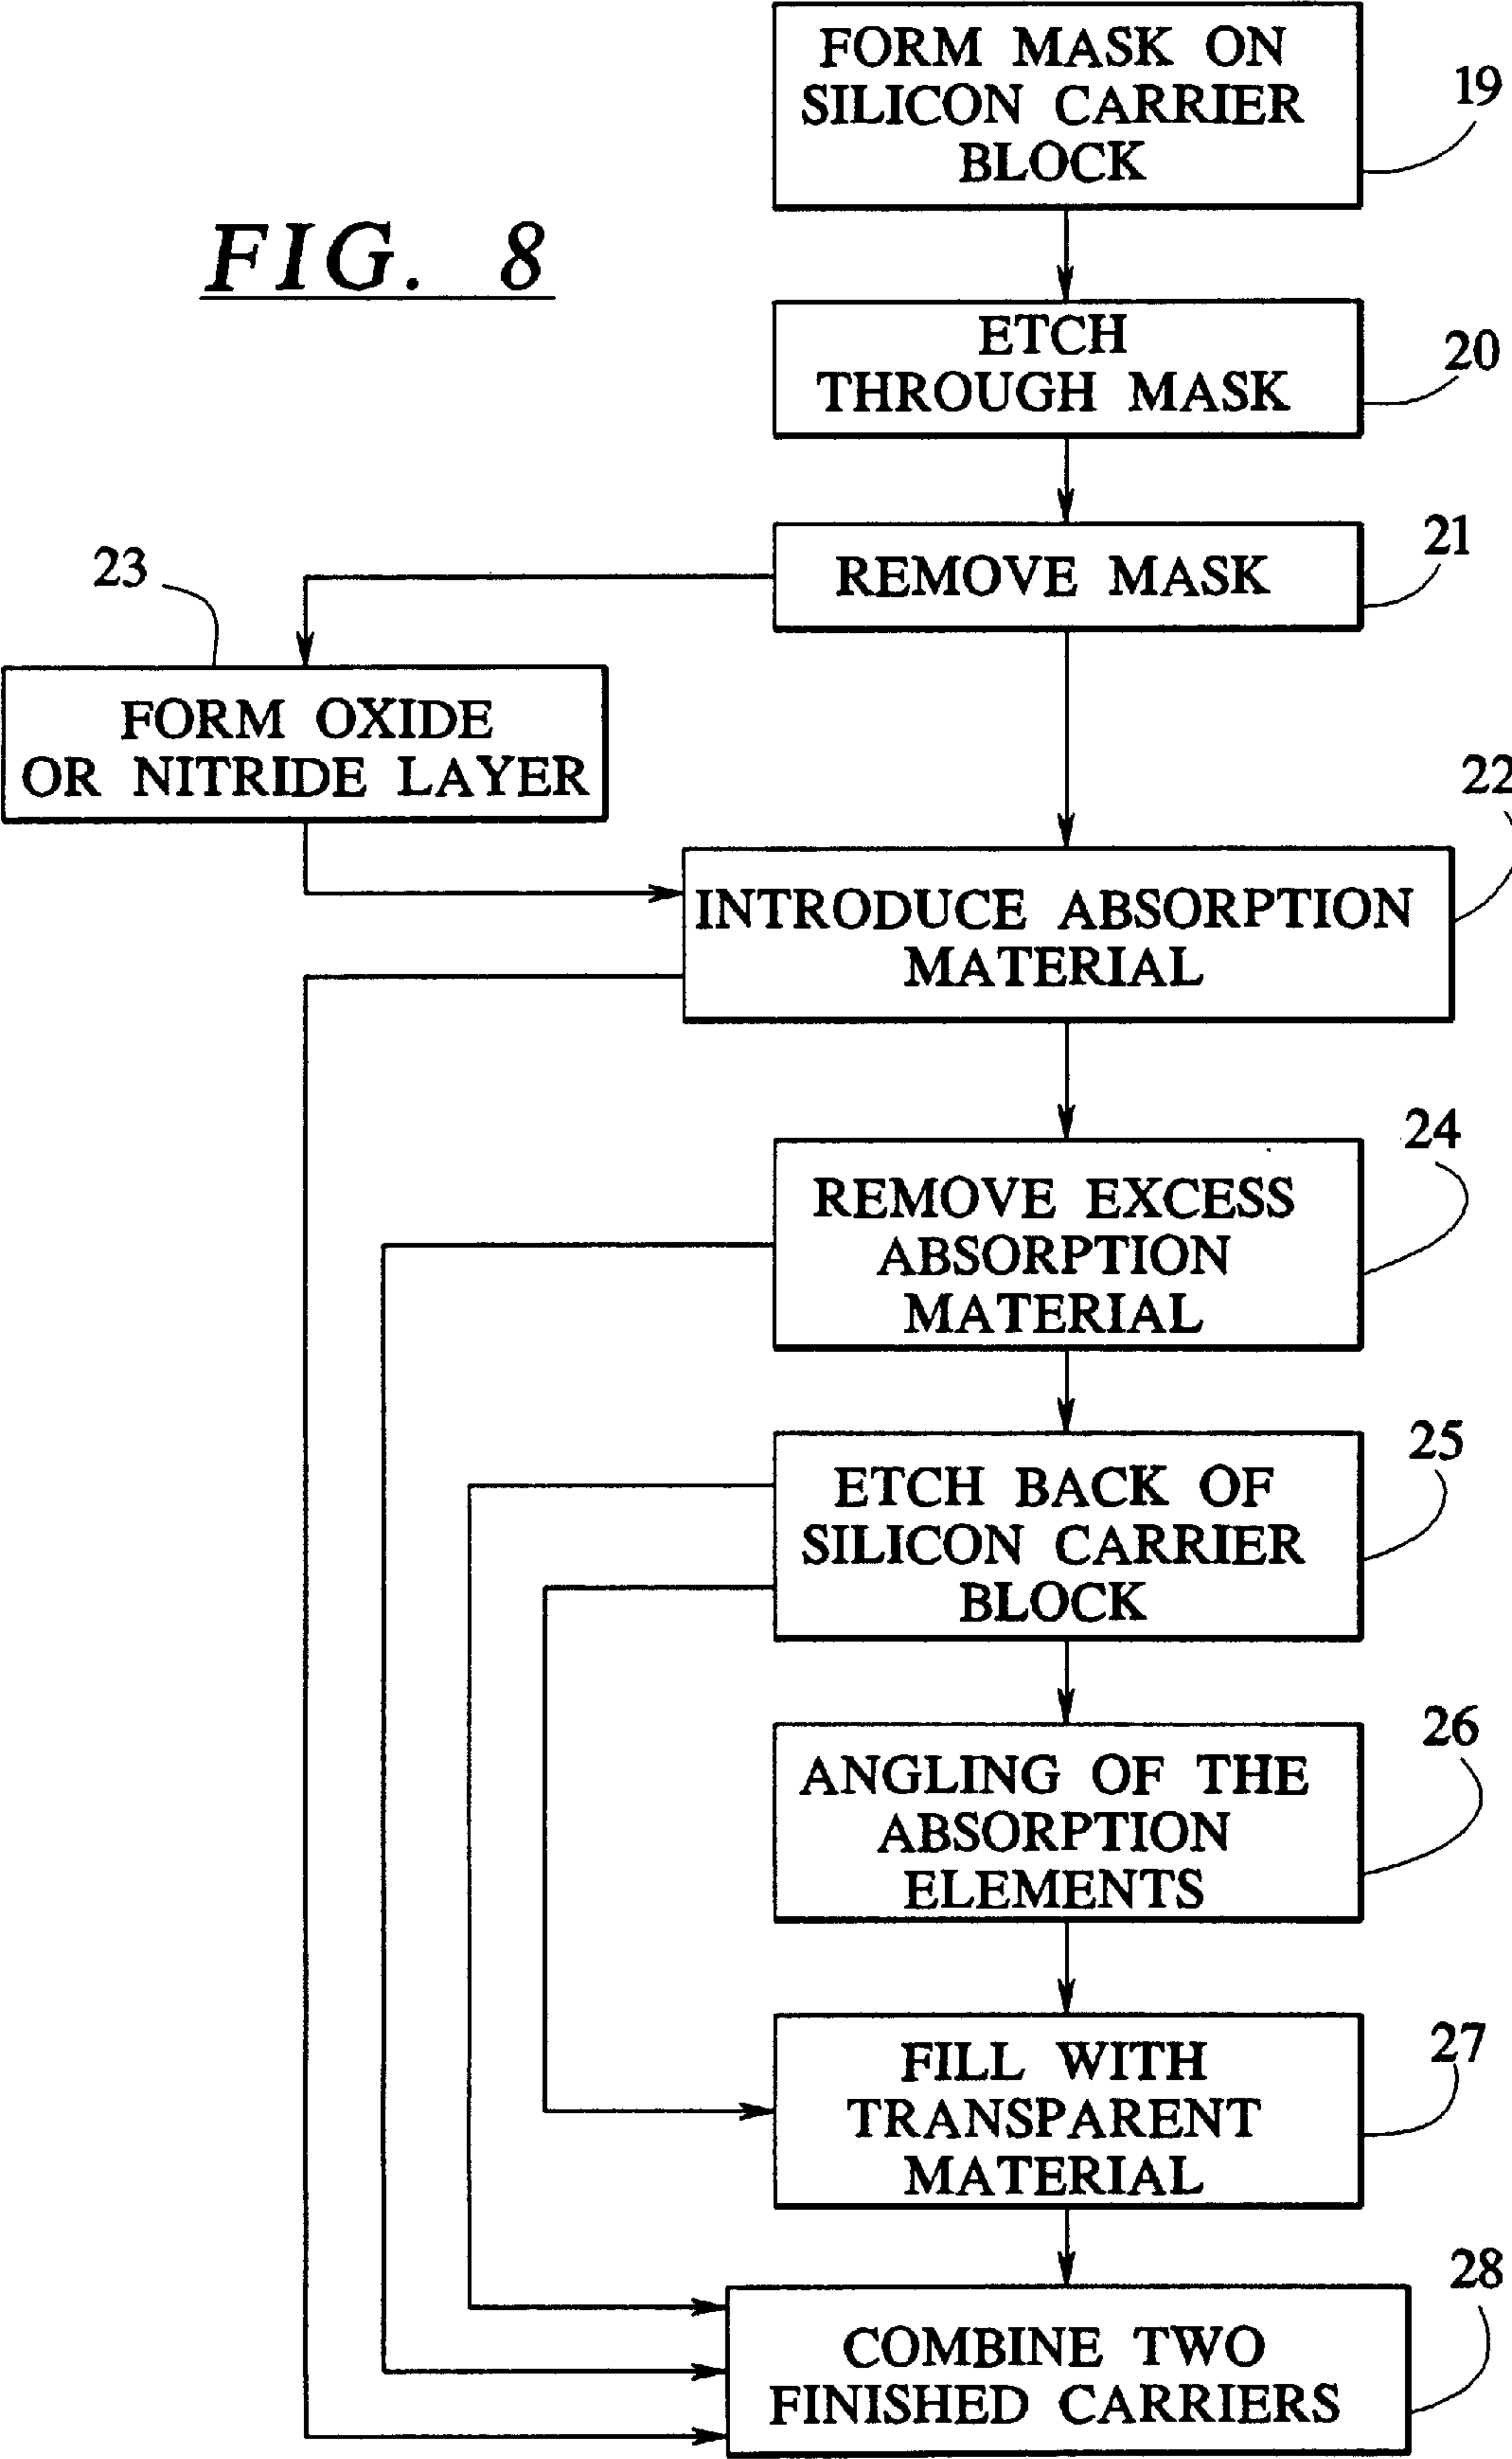 FORM MASK ON
SILICON CARRIER
BLOCK
19
FIG. 8
ETCH
THROUGH MASK
20
REMOVE MASK
21
23
FORM OXIDE
OR NITRIDE LAYER
22
INTRODUCE ABSORPTION
MATERIAL
24
REMOVE EXCESS
ABSORPTION
MATERIAL
25
ETCH BACK OF
SILICON CARRIER
BLOCK
26
ANGLING OF THE
ABSORPTION
ELEMENTS
27
FILL WITH
TRANSPARENT
MATERIAL
28
COMBINE TWO
FINISHED CARRIERS